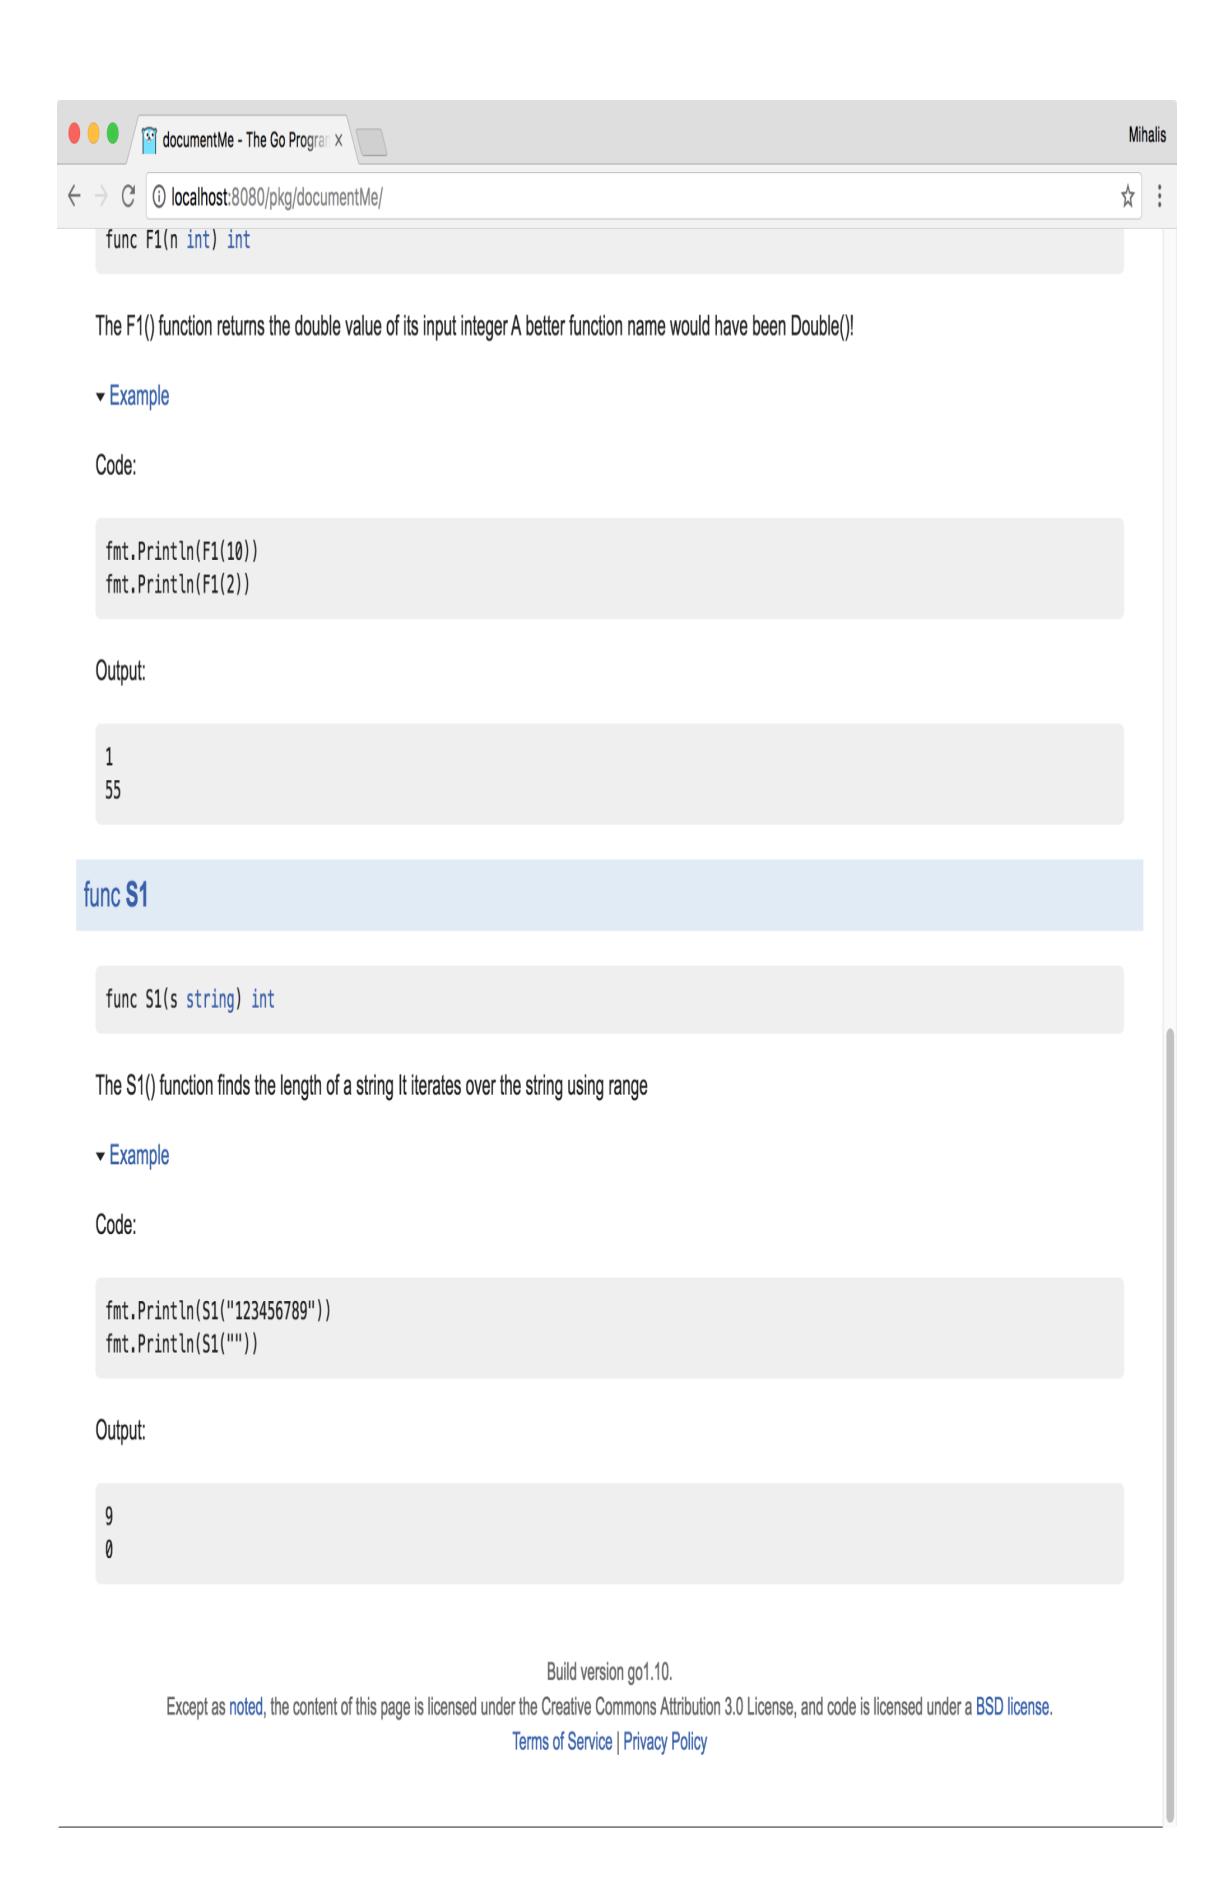 documentMe - The Go Progra
Mihalis
localhost:8080/pkg/documentMe/
func F1(n int) int
The F1() function returns the double value of its input integer A better function name would have been Double()!
Example
Code:
fmt.Println(F1(10))
fmt.Println(F1(2))
Output:
1
55
func S1
func S1(s string) int
The S1() function finds the length of a string It iterates over the string using range
Example
Code:
fmt.Println(S1("123456789"))
fmt.Println(S1(""))
Output:
9
0
Build version go1.10.
Except as noted, the content of this page is licensed under the Creative Commons Attribution 3.0 License, and code is licensed under a BSD license.
Terms of Service | Privacy Policy